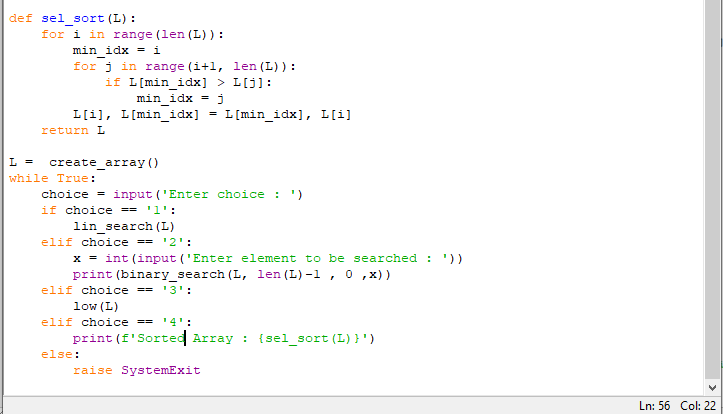 def sel_sort(L):
    for i in range(len(L)):
        min_idx = i
        for j in range(i+1, len(L)):
            if L[min_idx] > L[j]:
                min_idx = j
        L[i], L[min_idx] = L[min_idx], L[i]
    return L

L =  create_array()
while True:
    choice = input('Enter choice : ')
    if choice == '1':
        lin_search(L)
    elif choice == '2':
        x = int(input('Enter element to be searched : '))
        print(binary_search(L, len(L)-1 , 0 ,x))
    elif choice == '3':
        low(L)
    elif choice == '4':
        print(f'Sorted Array : {sel_sort(L)}')
    else:
        raise SystemExit
Ln: 56  Col: 22